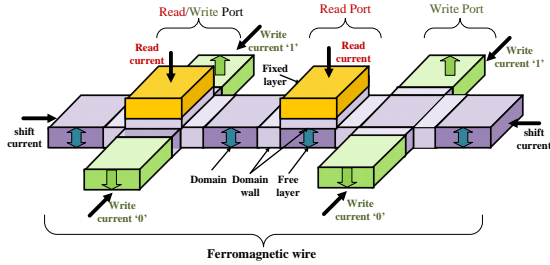 Read/Write Port
Read Port
Write Port
Write
current '1'
Read
current
Fixed
layer
Read
current
Write
current '1'
shift
current
shift
current
Domain
Domain
wall
Free
layer
Write
current '0'
Write
current '0'
Ferromagnetic wire